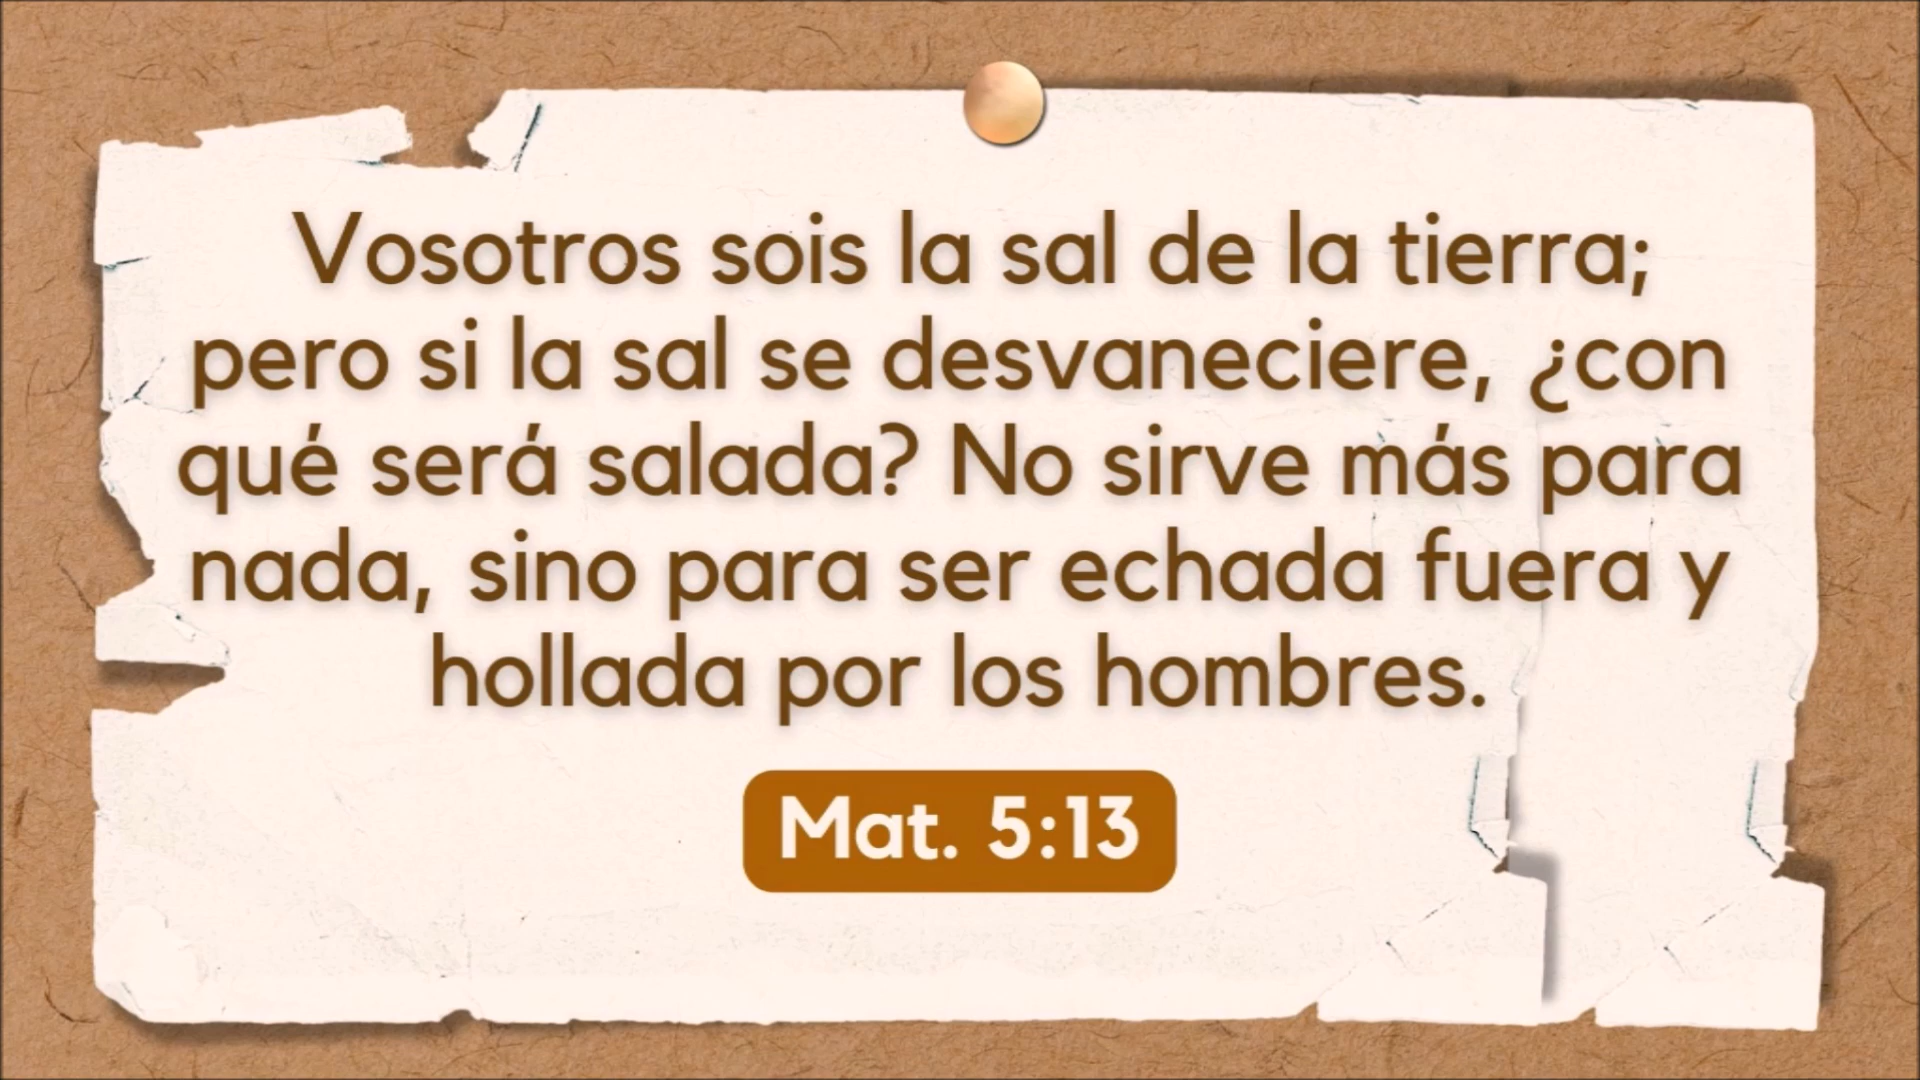 Vosotros sois la sal de la tierra;
pero si la sal se desvaneciere, ¿con
qué será salada? No sirve más para
nada, sino para ser echada fuera y
hollada por los hombres.
Mat. 5:13